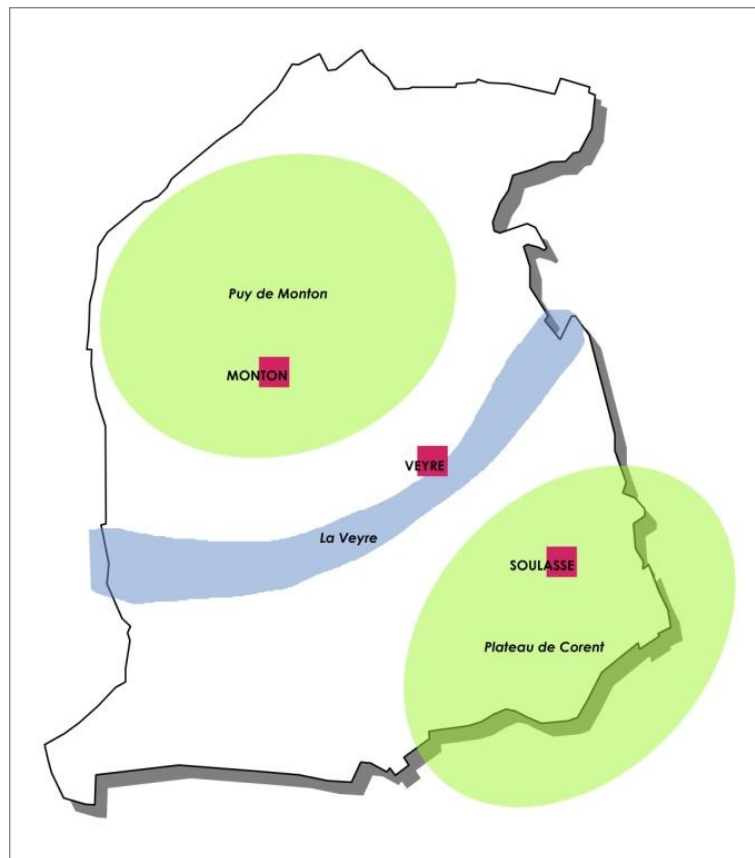 Puy de Monton
MONTON
VEYRE
La Veyre
SOULASSE
Plateau de Corent